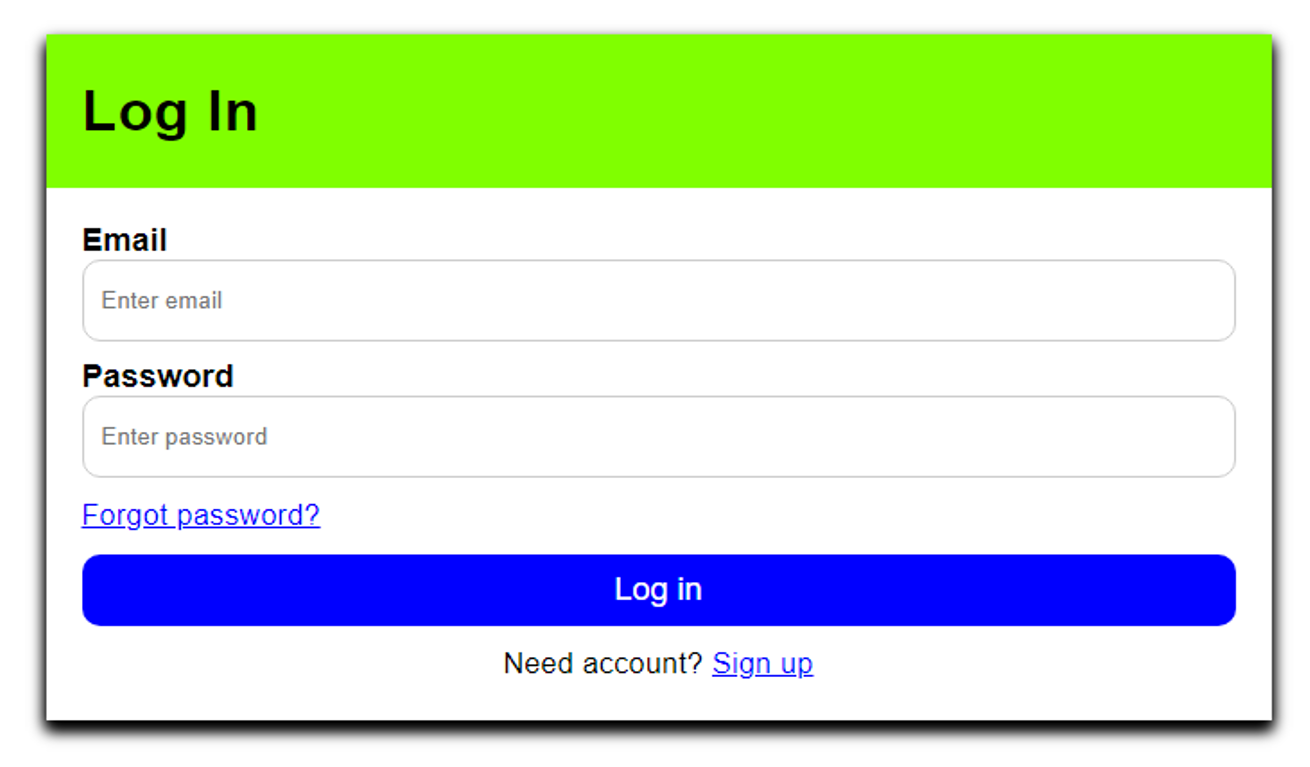 Log In
Email
Enter email
Password
Enter password
Forgot password?
Log in
Need account? Sign up